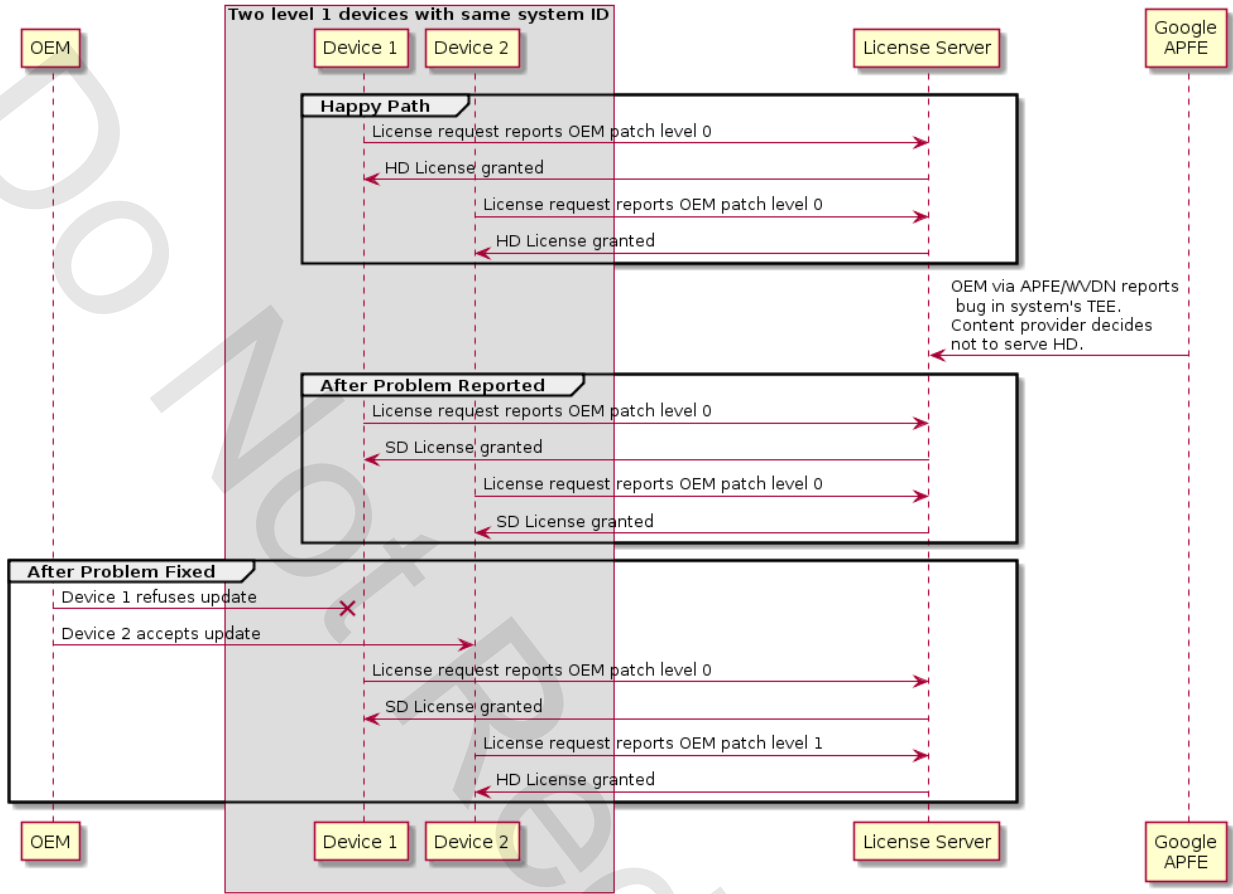 Two level 1 devices with same system ID
OEM
Device 1
Device 2
License Server
Google
APFE
Happy Path
License request reports OEM patch level 0
HD License granted
License request reports OEM patch level 0
HD License granted
OEM via APFE/WVDN reports
bug in system's TEE.
Content provider decides
not to serve HD.
After Problem Reported
License request reports OEM patch level 0
SD License granted
License request reports OEM patch level 0
SD License granted
After Problem Fixed
Device 1 refuses update
Device 2 accepts update
License request reports OEM patch level 0
SD License granted
License request reports OEM patch level 1
HD License granted
OEM
Device 1
Device 2
License Server
Google
APFE
Do Not